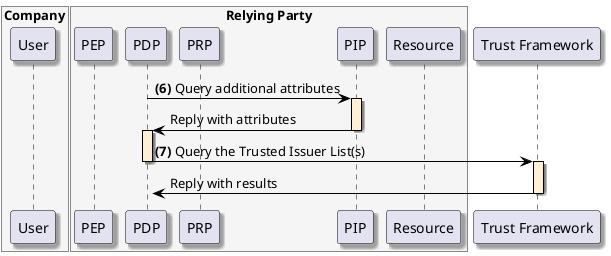 Company
Relying Party
User
PEP
PDP
PRP
PIP
Resource
Trust Framework
(6) Query additional attributes
Reply with attributes
(7) Query the Trusted Issuer List(s)
Reply with results
User
PEP
PDP
PRP
PIP
Resource
Trust Framework